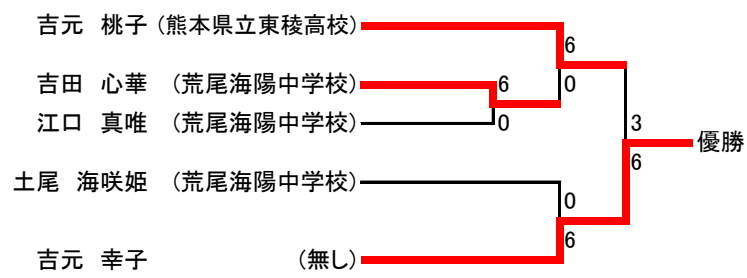 吉元 桃子 (熊本県立東稜高校)
6
吉田 心華 (荒尾海陽中学校)
6
0
江口 真唯 (荒尾海陽中学校)
0
3
優勝
6
土尾 海咲姫 (荒尾海陽中学校)
0
6
吉元 幸子 (無し)